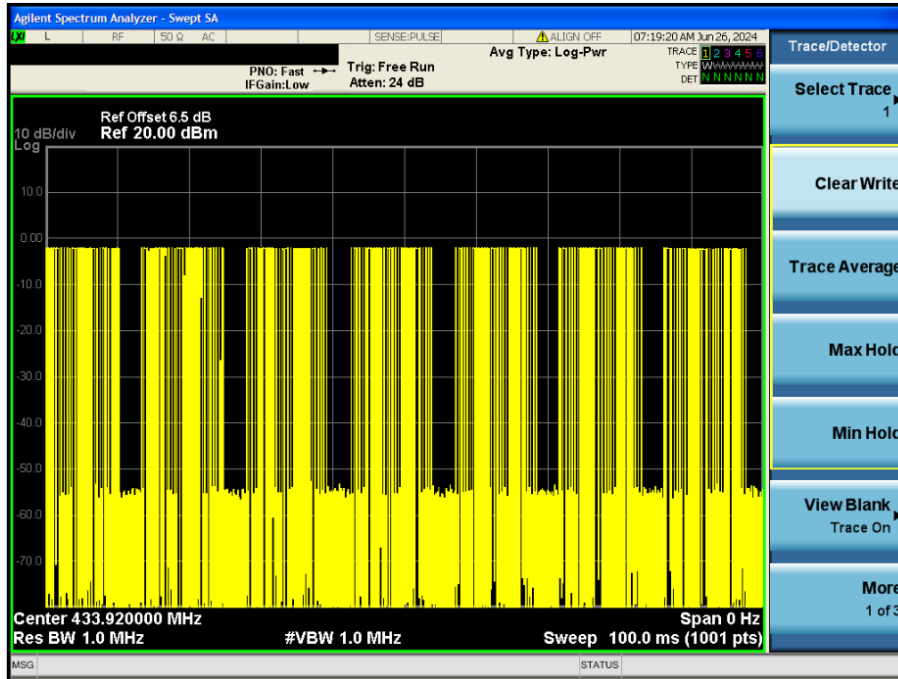 Agilent Spectrum Analyzer - Swept SA
LXI L RF 50 Ω AC SENSE:PULSE ALIGN OFF 07:19:20 AM Jun 26, 2024
Avg Type: Log-Pwr
TRACE 1 2 3 4 5 6
PNO: Fast Trig: Free Run
TYPE WWWWWW
IFGain:Low Atten: 24 dB
DET N N N N N N
Ref Offset 6.5 dB
10 dB/div Ref 20.00 dBm
Log
10.0
0.00
-10.0
-20.0
-30.0
-40.0
-50.0
-60.0
-70.0
Center 433.920000 MHz Span 0 Hz
Res BW 1.0 MHz #VBW 1.0 MHz Sweep 100.0 ms (1001 pts)
MSG STATUS
Trace/Detector
Select Trace
1
Clear Write
Trace Average
Max Hold
Min Hold
View Blank
Trace On
More
1 of 3